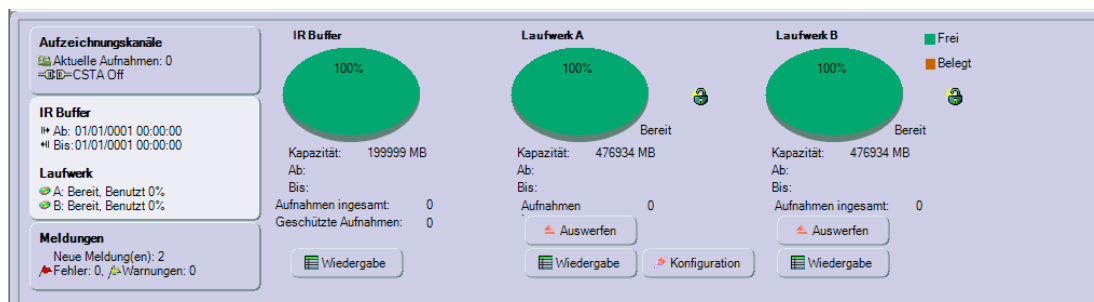 Aufzeichnungskanäle
Aktuelle Aufnahmen: 0
CSTA Off
IR Buffer
Ab: 01/01/0001 00:00:00
Bis: 01/01/0001 00:00:00
Laufwerk
A: Bereit, Benutzt 0%
B: Bereit, Benutzt 0%
Meldungen
Neue Meldung(en): 2
Fehler: 0, Warnungen: 0
IR Buffer
100%
Kapazität: 199999 MB
Ab:
Bis:
Aufnahmen ingesamt: 0
Geschützte Aufnahmen: 0
Wiedergabe
Laufwerk A
100%
Bereit
Kapazität: 476934 MB
Ab:
Bis:
Aufnahmen 0
Auswerfen
Wiedergabe
Konfiguration
Laufwerk B
100%
Bereit
Kapazität: 476934 MB
Ab:
Bis:
Aufnahmen ingesamt: 0
Auswerfen
Wiedergabe
Frei
Belegt